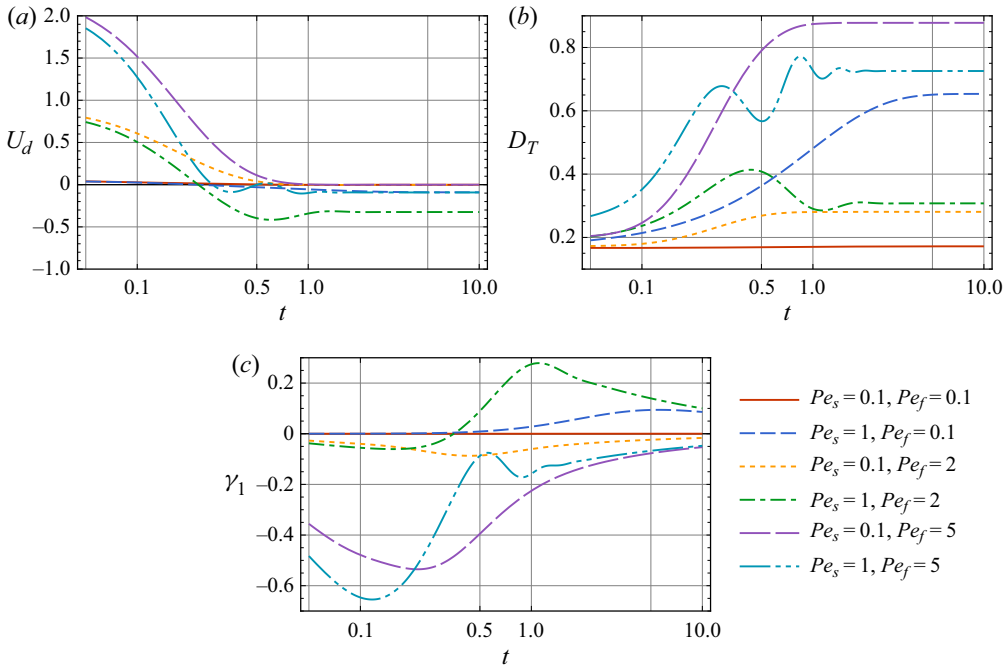 (a)
2.0
1.5
1.0
U_d 0.5
0
−0.5
−1.0
0.1 0.5 1.0 10.0
t
(b)
0.8
0.6
D_T
0.4
0.2
0.1 0.5 1.0 10.0
t
(c)
0.2
0
γ_1 −0.2
−0.4
−0.6
0.1 0.5 1.0 10.0
t
Pe_s = 0.1, Pe_f = 0.1
Pe_s = 1, Pe_f = 0.1
Pe_s = 0.1, Pe_f = 2
Pe_s = 1, Pe_f = 2
Pe_s = 0.1, Pe_f = 5
Pe_s = 1, Pe_f = 5